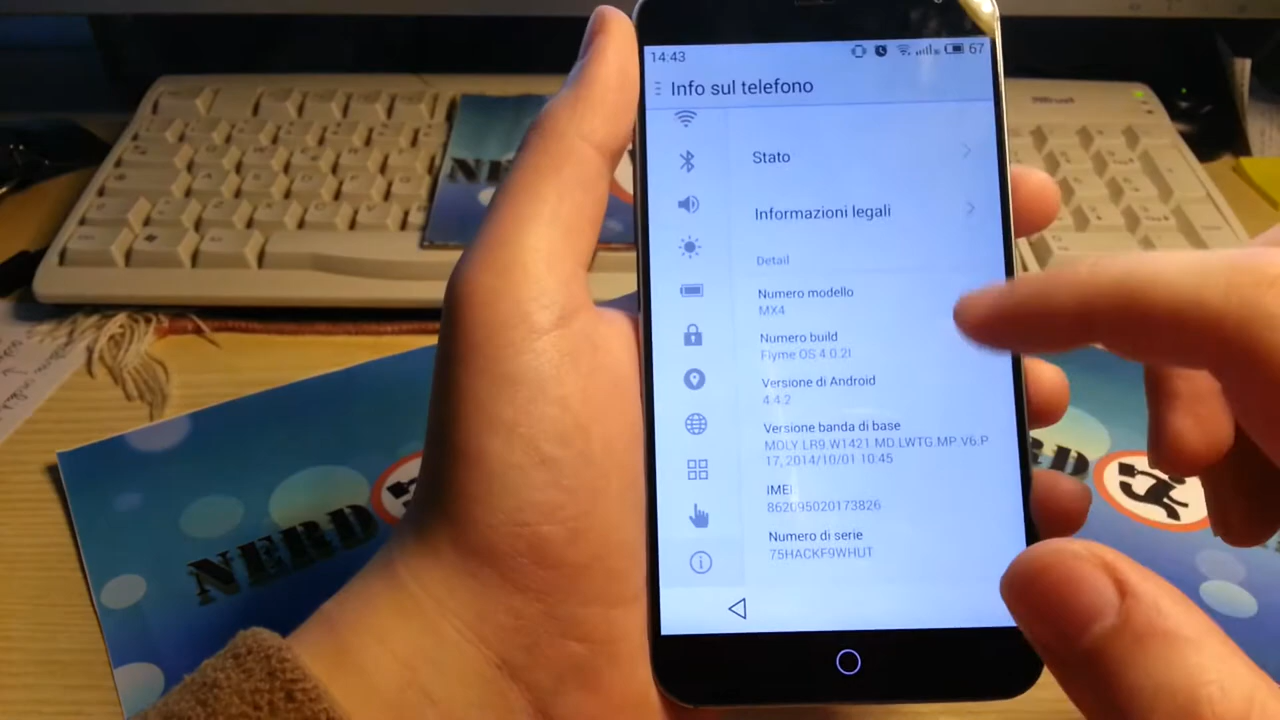 14:43
67
Info sul telefono
Stato
Informazioni legali
Detail
Numero modello
MX4
Numero build
Flyme OS 4.0.2I
Versione di Android
4.4.2
Versione banda di base
MOLY.LR9.W1421.MD.LWTG.MP.V6.P
17, 2014/10/01 10:45
IMEI
862095020173826
Numero di serie
75HACKF9WHUT
Trust
NERD